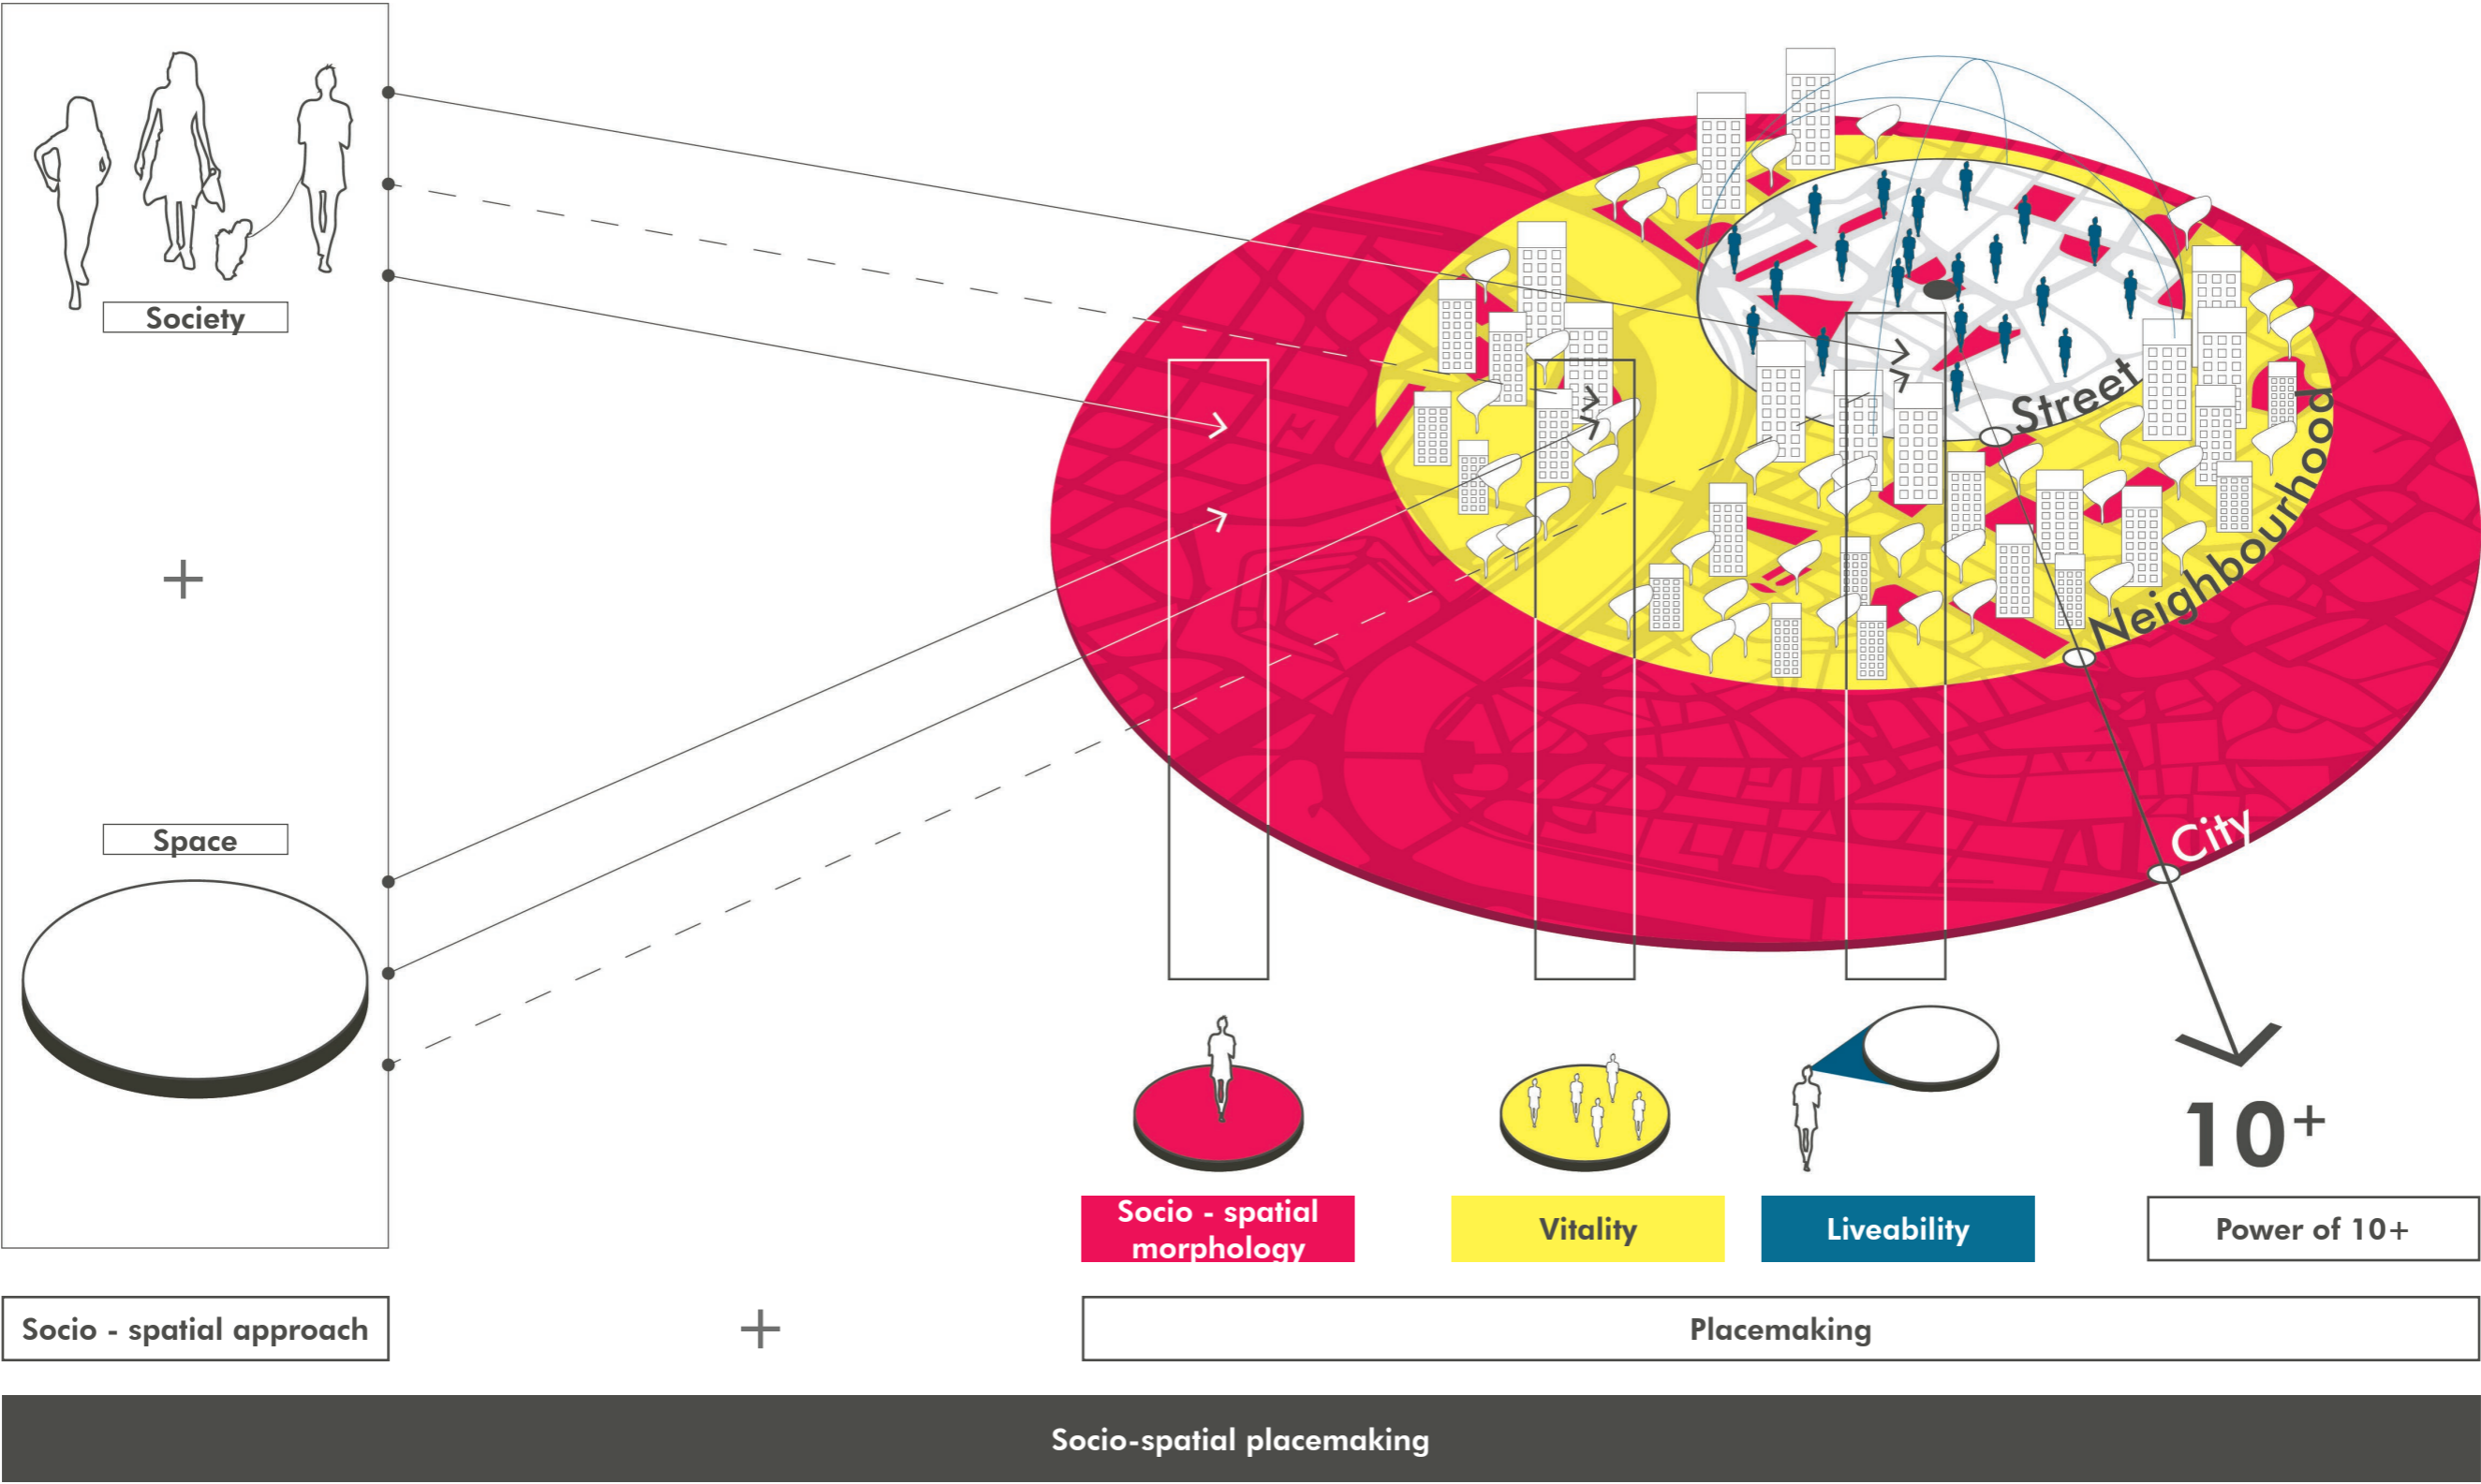 Society
+
Space
Street
Neighbourhood
City
10+
Socio - spatial
morphology
Vitality
Liveability
Power of 10+
Socio - spatial approach
+
Placemaking
Socio-spatial placemaking